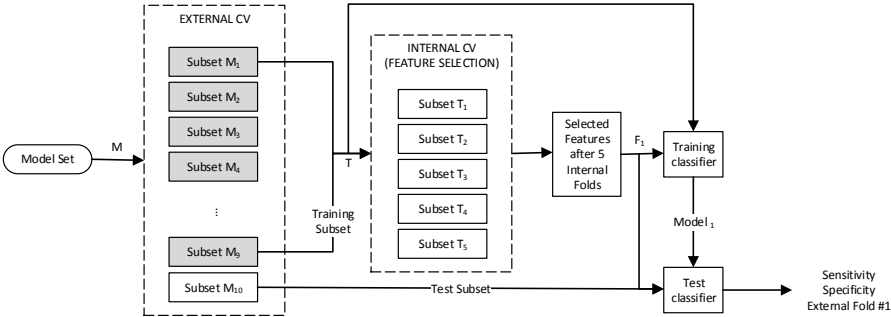 EXTERNAL CV
Subset M1
Subset M2
Subset M3
Subset M4
...
Subset M9
Subset M10
Model Set
M
Training
Subset
T
INTERNAL CV
(FEATURE SELECTION)
Subset T1
Subset T2
Subset T3
Subset T4
Subset T5
Selected
Features
after 5
Internal
Folds
F1
Training
classifier
Model 1
Test Subset
Test
classifier
Sensitivity
Specificity
External Fold #1